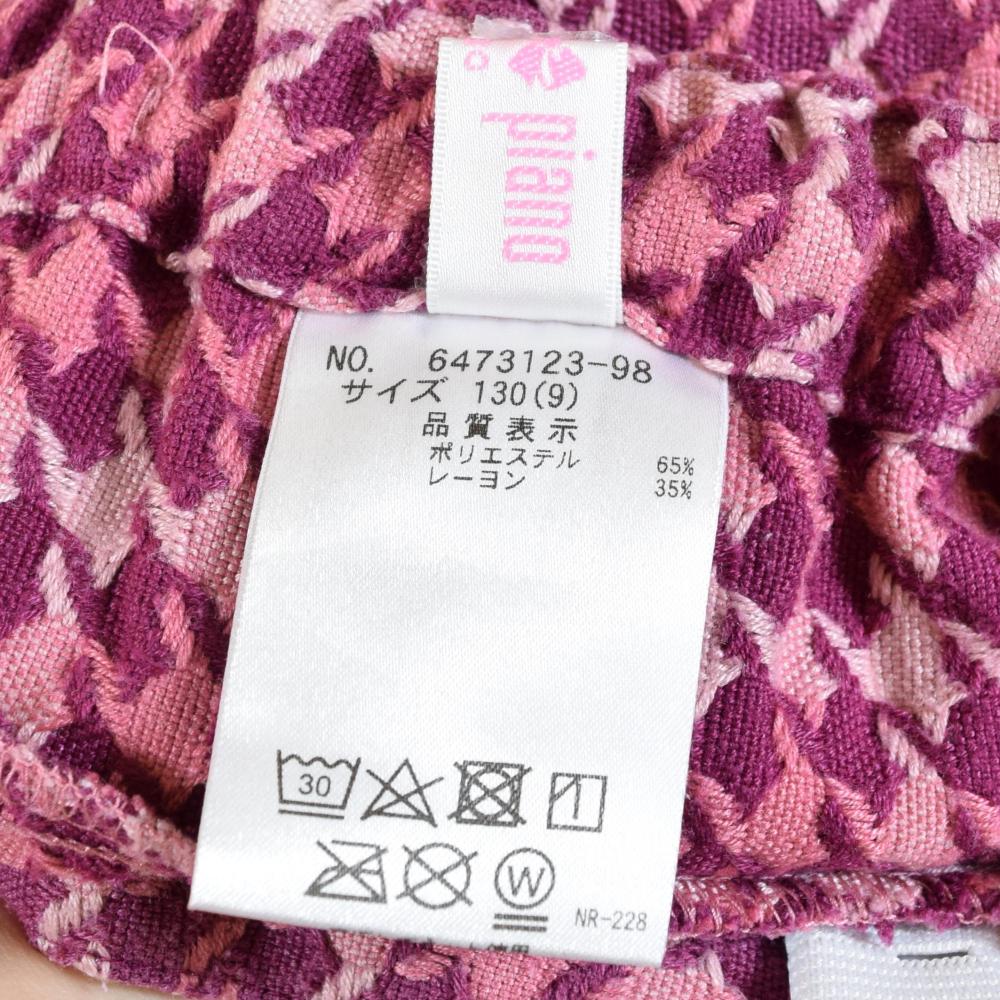 piano
NO. 6473123-98
サイズ 130(9)
品質表示
ポリエステル 65%
レーヨン 35%
30
W
NR-228